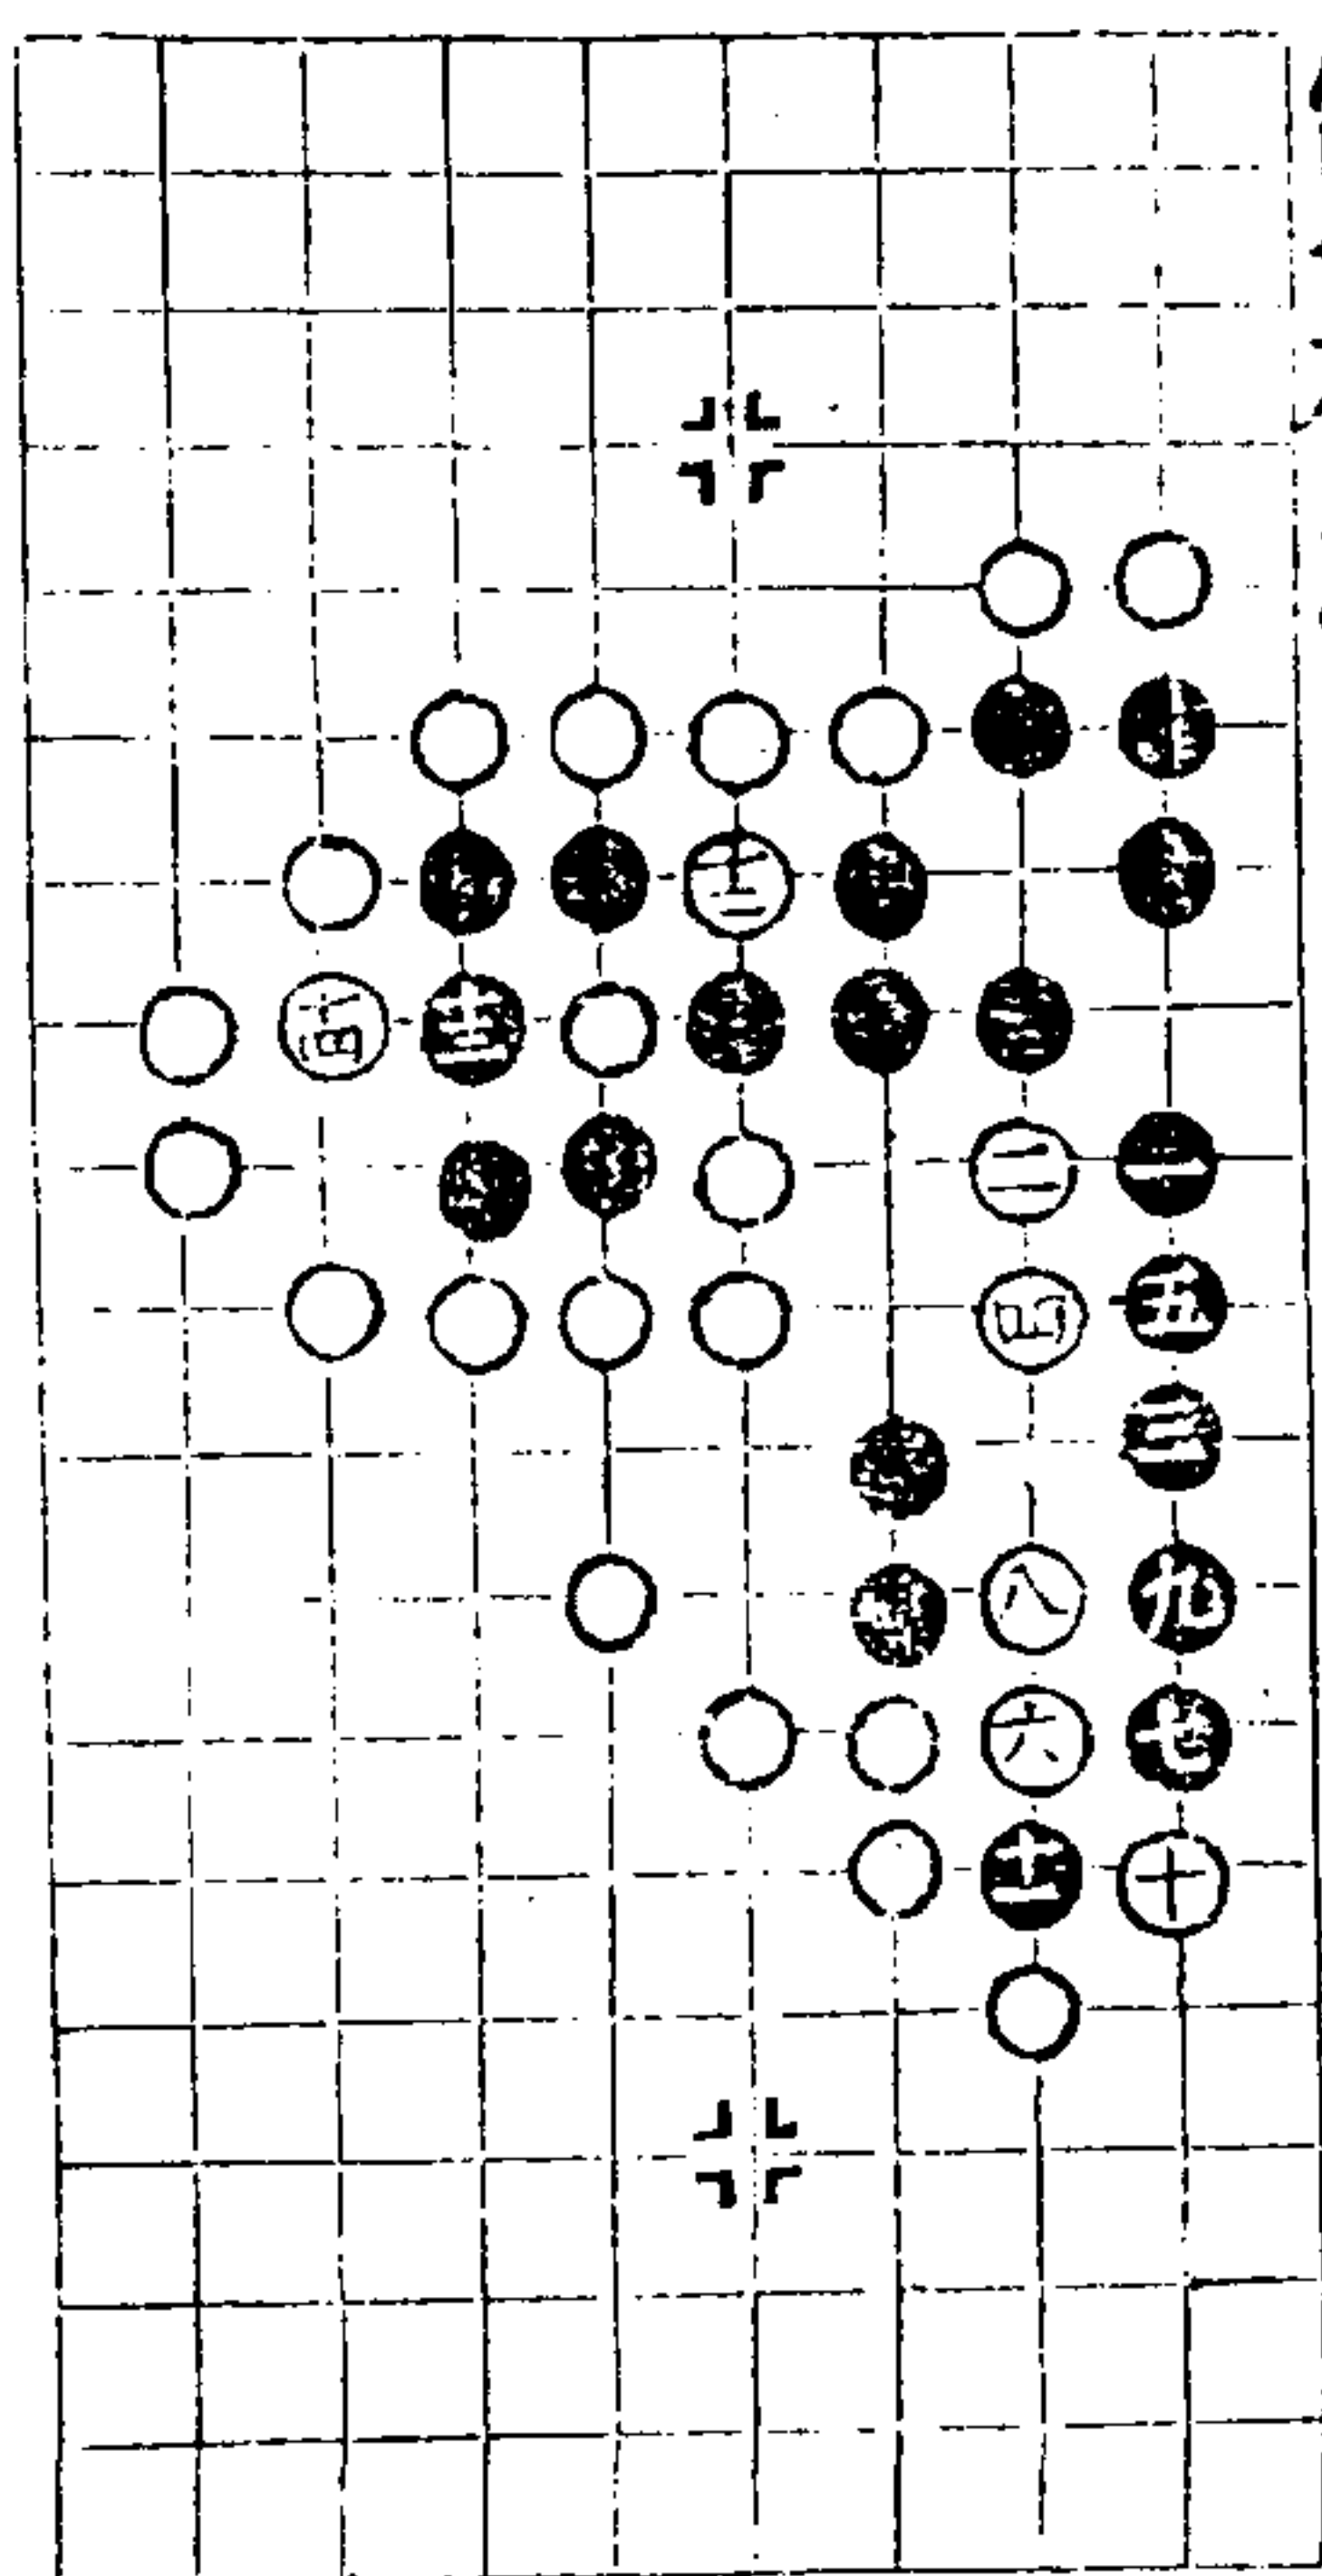 十二
十四
十三
二
一
四
五
三
八
九
六
七
十一
十